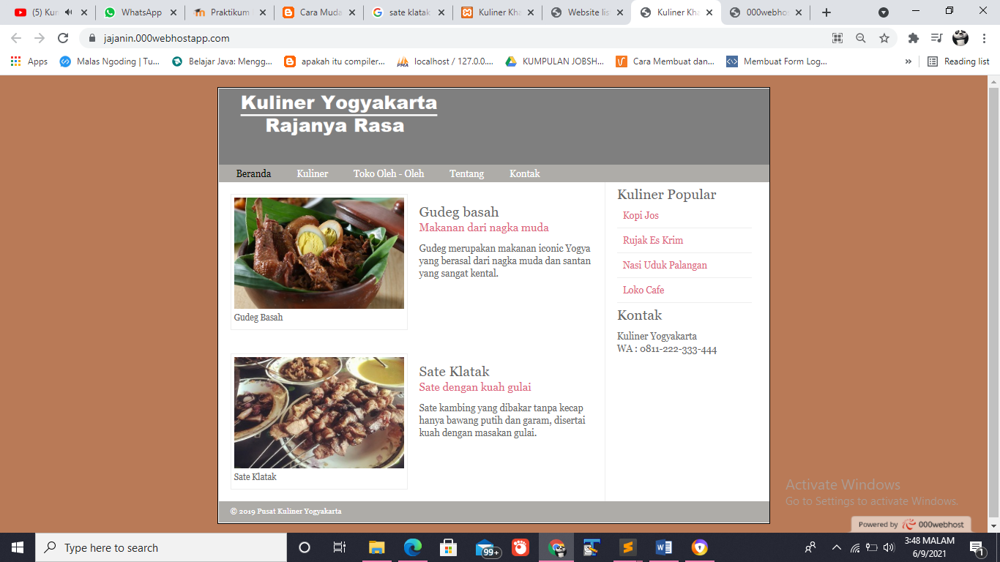 (5) Kun
WhatsApp
Praktikum
Cara Muda
sate klatak
Kuliner Kha
Website lis
Kuliner Kha
000webhos
jajanin.000webhostapp.com
Apps
Malas Ngoding | Tu...
Belajar Java: Mengg...
apakah itu compiler...
localhost / 127.0.0....
KUMPULAN JOBSH...
Cara Membuat dan...
Membuat Form Log...
»
Reading list
Kuliner Yogyakarta
Rajanya Rasa
Beranda
Kuliner
Toko Oleh - Oleh
Tentang
Kontak
Gudeg Basah
Gudeg basah
Makanan dari nagka muda
Gudeg merupakan makanan iconic Yogya
yang berasal dari nagka muda dan santan
yang sangat kental.
Sate Klatak
Sate Klatak
Sate dengan kuah gulai
Sate kambing yang dibakar tanpa kecap
hanya bawang putih dan garam, disertai
kuah dengan masakan gulai.
Kuliner Popular
Kopi Jos
Rujak Es Krim
Nasi Uduk Palangan
Loko Cafe
Kontak
Kuliner Yogyakarta
WA : 0811-222-333-444
© 2019 Pusat Kuliner Yogyakarta
Activate Windows
Go to Settings to activate Windows.
Powered by 000webhost
Type here to search
99+
3:48 MALAM
6/9/2021
1